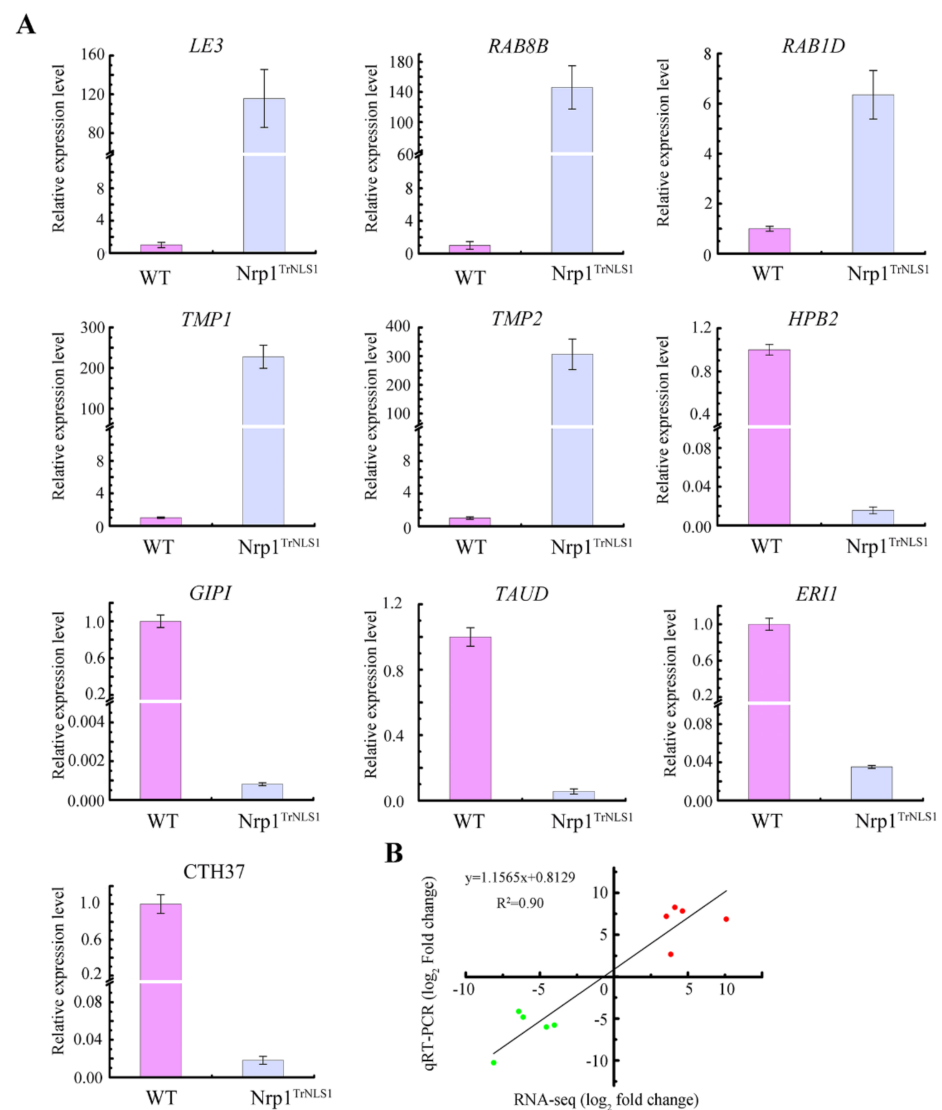 A
LE3
Relative expression level
160
120
80
8
4
0
WT
Nrp1TrNLS1
RAB8B
Relative expression level
180
140
100
60
8
4
0
WT
Nrp1TrNLS1
RAB1D
Relative expression level
8
6
4
2
0
WT
Nrp1TrNLS1
TMP1
Relative expression level
300
200
100
8
4
0
WT
Nrp1TrNLS1
TMP2
Relative expression level
400
300
200
100
8
4
0
WT
Nrp1TrNLS1
HPB2
Relative expression level
1.2
0.8
0.4
0.04
0.00
WT
Nrp1TrNLS1
GIPI
Relative expression level
1.0
0.6
0.2
0.004
0.002
0.000
WT
Nrp1TrNLS1
TAUD
Relative expression level
1.2
0.8
0.4
0.0
WT
Nrp1TrNLS1
ERI1
Relative expression level
1.0
0.6
0.2
0.08
0.04
0.00
WT
Nrp1TrNLS1
CTH37
Relative expression level
1.0
0.6
0.2
0.08
0.04
0.00
WT
Nrp1TrNLS1
B
y=1.1565x+0.8129
R²=0.90
qRT-PCR (log2 Fold change)
10
5
0
-5
-10
-10
-5
5
10
RNA-seq (log2 fold change)